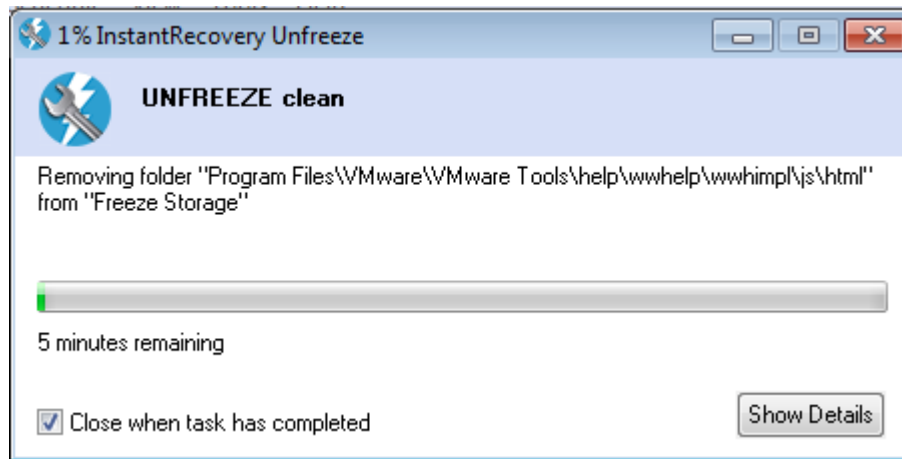 1% InstantRecovery Unfreeze
UNFREEZE clean
Removing folder "Program Files\VMware\VMware Tools\help\wwhelp\wwhimpl\js\html"
from "Freeze Storage"
5 minutes remaining
Close when task has completed
Show Details